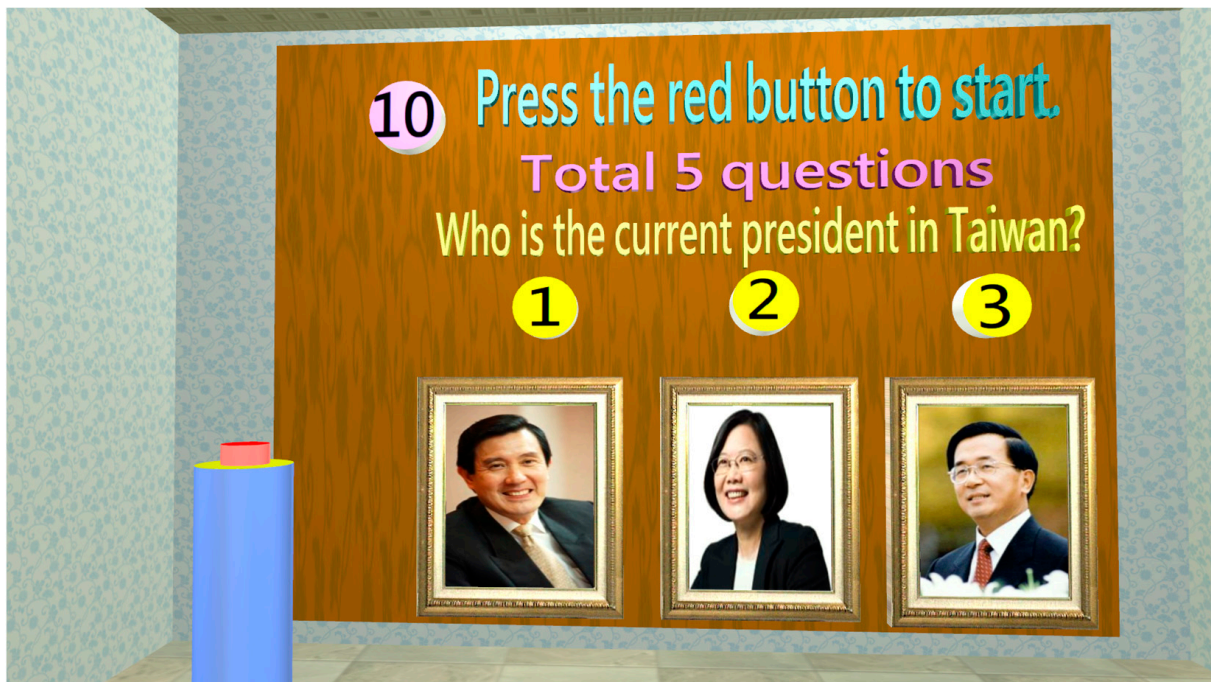 10 Press the red button to start.
Total 5 questions
Who is the current president in Taiwan?
1 2 3